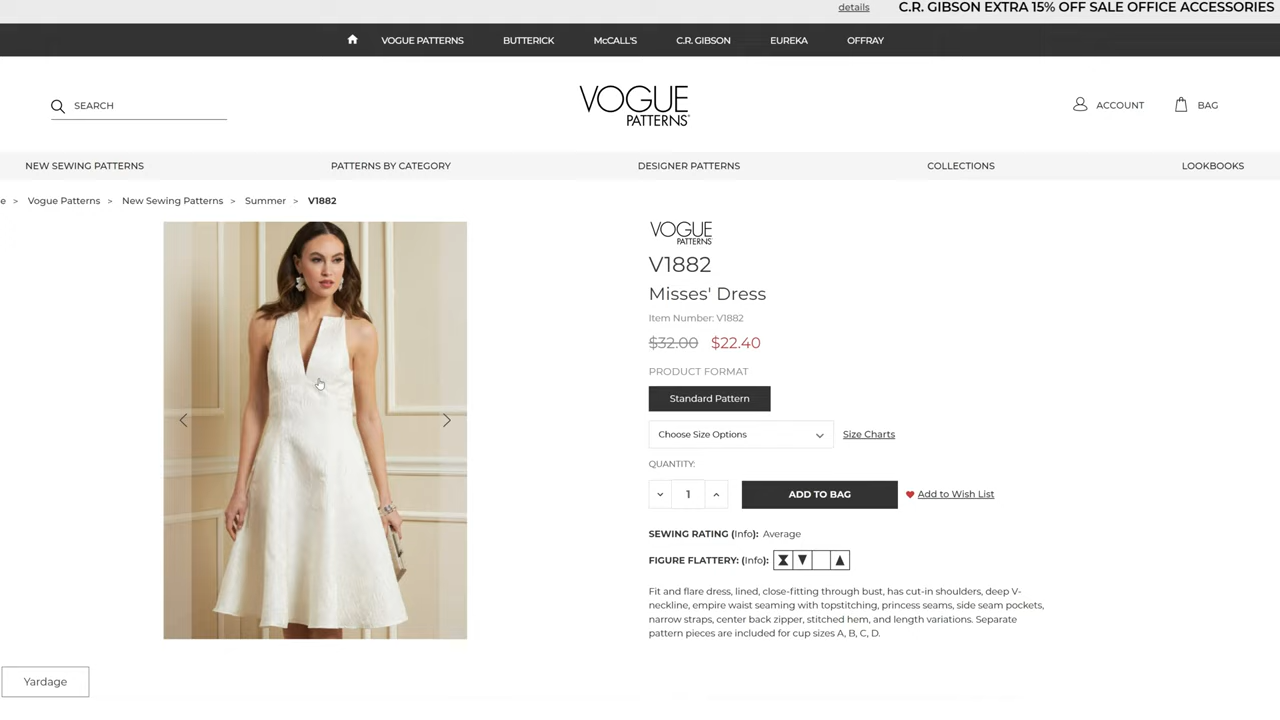 details
C.R. GIBSON EXTRA 15% OFF SALE OFFICE ACCESSORIES
VOGUE PATTERNS BUTTERICK McCALL'S C.R. GIBSON EUREKA OFFRAY
SEARCH
VOGUE
PATTERNS
ACCOUNT
BAG
NEW SEWING PATTERNS PATTERNS BY CATEGORY DESIGNER PATTERNS COLLECTIONS LOOKBOOKS
e > Vogue Patterns > New Sewing Patterns > Summer > V1882
VOGUE
PATTERNS
V1882
Misses' Dress
Item Number: V1882
$32.00 $22.40
PRODUCT FORMAT
Standard Pattern
Choose Size Options
Size Charts
QUANTITY:
1
ADD TO BAG
Add to Wish List
SEWING RATING (Info): Average
FIGURE FLATTERY: (Info):
Fit and flare dress, lined, close-fitting through bust, has cut-in shoulders, deep V-
neckline, empire waist seaming with topstitching, princess seams, side seam pockets,
narrow straps, center back zipper, stitched hem, and length variations. Separate
pattern pieces are included for cup sizes A, B, C, D.
Yardage